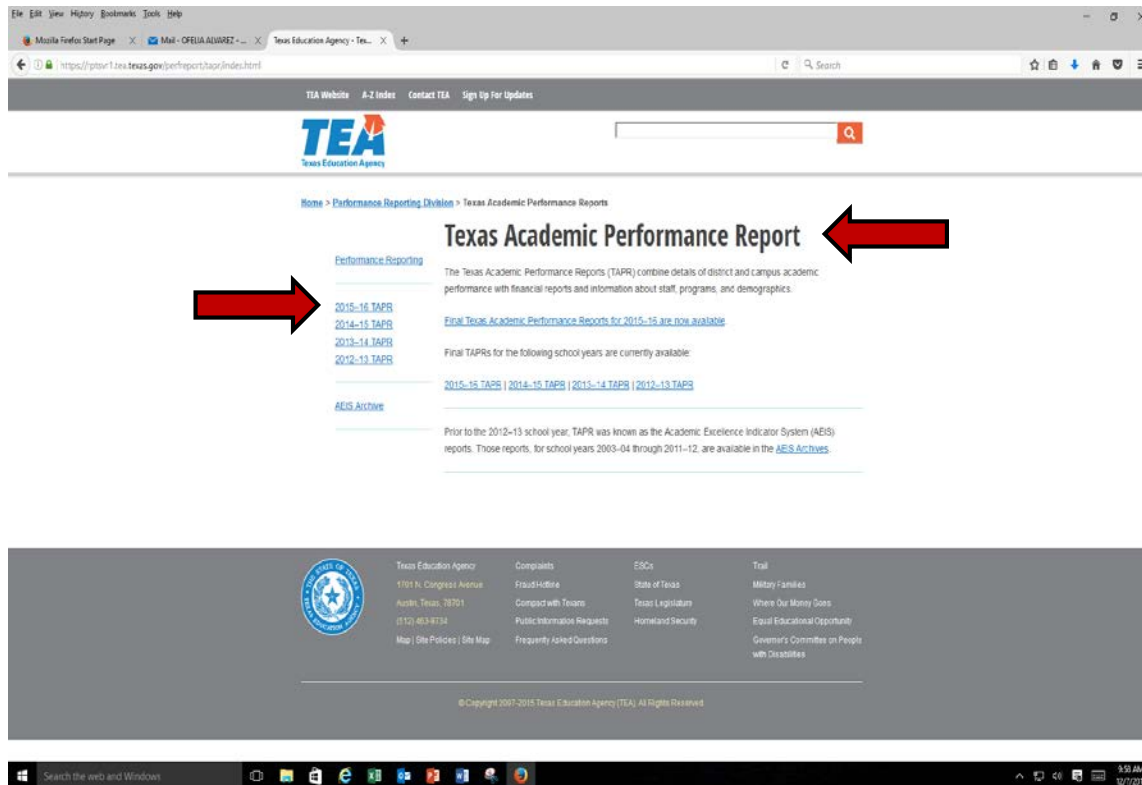 File Edit View History Bookmarks Tools Help
Mozilla Firefox Start Page
Mail - OFELIA ALVAREZ - ...
Texas Education Agency - Tex...
texas.gov/perfreport/tapr/index.html
Search
TEA Website A-Z Index Contact TEA Sign Up For Updates
TEA
Texas Education Agency
Home > Performance Reporting Division > Texas Academic Performance Reports
Texas Academic Performance Report
Performance Reporting
The Texas Academic Performance Reports (TAPR) combine details of district and campus academic
performance with financial reports and information about staff, programs, and demographics.
2015–16 TAPR
2014–15 TAPR
2013–14 TAPR
2012–13 TAPR
Final Texas Academic Performance Reports for 2015–16 are now available
Final TAPRs for the following school years are currently available:
2015–16 TAPR | 2014–15 TAPR | 2013–14 TAPR | 2012–13 TAPR
AEIS Archive
Prior to the 2012–13 school year, TAPR was known as the Academic Excellence Indicator System (AEIS)
reports. Those reports, for school years 2003–04 through 2011–12, are available in the AEIS Archives.
THE STATE OF TEXAS
EDUCATION AGENCY
Texas Education Agency
1701 N. Congress Avenue
Austin, Texas, 78701
(512) 463-9734
Map | Site Policies | Site Map
Complaints
Fraud Hotline
Compact with Texans
Public Information Requests
Frequently Asked Questions
ESCs
State of Texas
Texas Legislature
Homeland Security
Trail
Military Families
Where Our Money Goes
Equal Educational Opportunity
Governor's Committee on People
with Disabilities
© Copyright 2007-2015 Texas Education Agency (TEA). All Rights Reserved
Search the web and Windows
9:58 AM